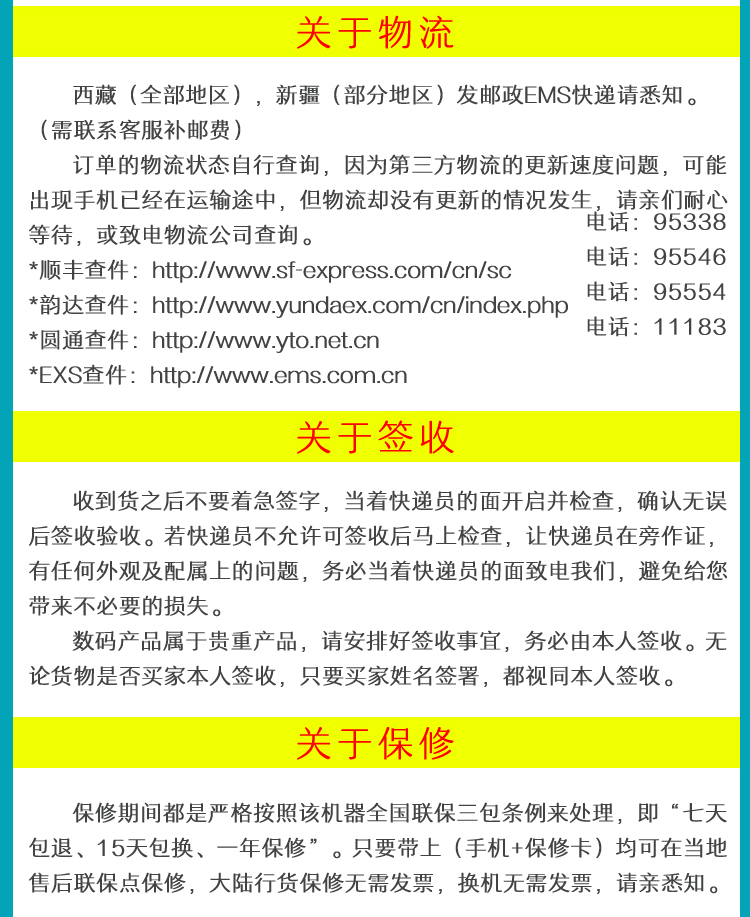 关于物流
西藏（全部地区），新疆（部分地区）发邮政EMS快递请悉知。
（需联系客服补邮费）
订单的物流状态自行查询，因为第三方物流的更新速度问题，可能
出现手机已经在运输途中，但物流却没有更新的情况发生，请亲们耐心
等待，或致电物流公司查询。
*顺丰查件：http://www.sf-express.com/cn/sc 电话：95338
*韵达查件：http://www.yundaex.com/cn/index.php 电话：95546
*圆通查件：http://www.yto.net.cn 电话：95554
*EXS查件：http://www.ems.com.cn 电话：11183
关于签收
收到货之后不要着急签字，当着快递员的面开启并检查，确认无误
后签收验收。若快递员不允许可签收后马上检查，让快递员在旁作证，
有任何外观及配属上的问题，务必当着快递员的面致电我们，避免给您
带来不必要的损失。
数码产品属于贵重产品，请安排好签收事宜，务必由本人签收。无
论货物是否买家本人签收，只要买家姓名签署，都视同本人签收。
关于保修
保修期间都是严格按照该机器全国联保三包条例来处理，即“七天
包退、15天包换、一年保修”。只要带上（手机+保修卡）均可在当地
售后联保点保修，大陆行货保修无需发票，换机无需发票，请亲悉知。